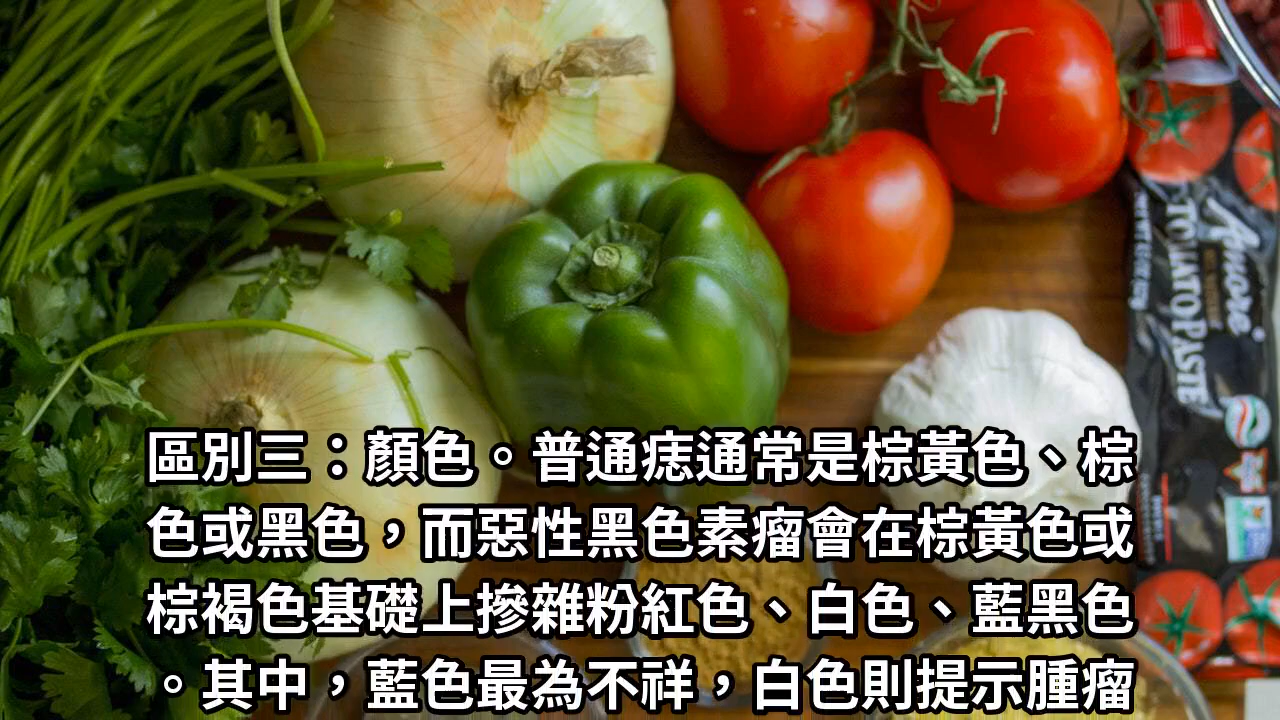 Amore
TOMATO PASTE
區別三：顏色。普通痣通常是棕黃色、棕
色或黑色，而惡性黑色素瘤會在棕黃色或
棕褐色基礎上摻雜粉紅色、白色、藍黑色
。其中，藍色最為不祥，白色則提示腫瘤